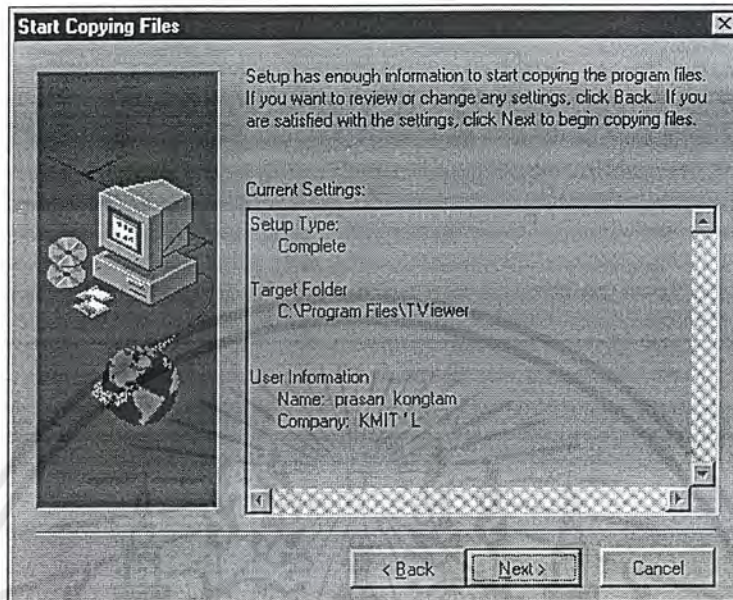 Start Copying Files
Setup has enough information to start copying the program files.
If you want to review or change any settings, click Back. If you
are satisfied with the settings, click Next to begin copying files.
Current Settings:
Setup Type:
Complete
Target Folder
C:\Program Files\TViewer
User Information
Name: prasan kongtam
Company: KMIT 'L
< Back
Next >
Cancel